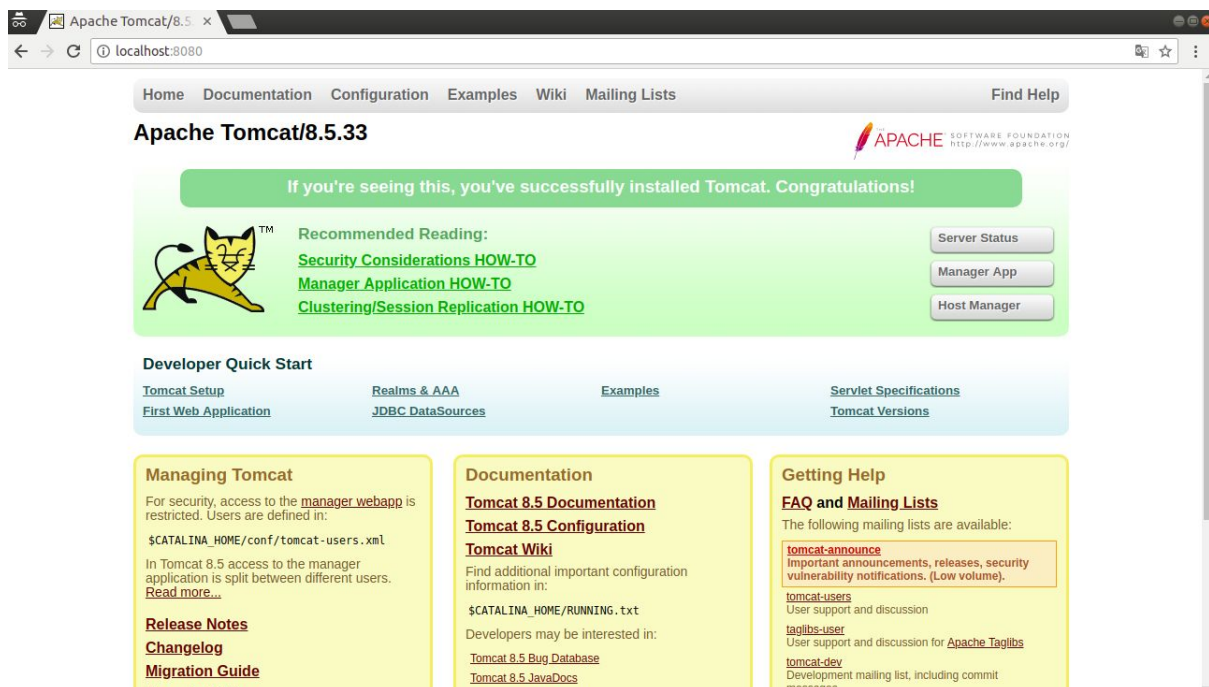 Apache Tomcat/8.5.
localhost:8080
Home Documentation Configuration Examples Wiki Mailing Lists Find Help
Apache Tomcat/8.5.33
THE
APACHE SOFTWARE FOUNDATION
http://www.apache.org/
If you're seeing this, you've successfully installed Tomcat. Congratulations!
TM
Recommended Reading:
Security Considerations HOW-TO
Manager Application HOW-TO
Clustering/Session Replication HOW-TO
Server Status
Manager App
Host Manager
Developer Quick Start
Tomcat Setup
First Web Application
Realms & AAA
JDBC DataSources
Examples
Servlet Specifications
Tomcat Versions
Managing Tomcat
For security, access to the manager webapp is
restricted. Users are defined in:
$CATALINA_HOME/conf/tomcat-users.xml
In Tomcat 8.5 access to the manager
application is split between different users.
Read more...
Release Notes
Changelog
Migration Guide
Documentation
Tomcat 8.5 Documentation
Tomcat 8.5 Configuration
Tomcat Wiki
Find additional important configuration
information in:
$CATALINA_HOME/RUNNING.txt
Developers may be interested in:
Tomcat 8.5 Bug Database
Tomcat 8.5 JavaDocs
Getting Help
FAQ and Mailing Lists
The following mailing lists are available:
tomcat-announce
Important announcements, releases, security
vulnerability notifications. (Low volume).
tomcat-users
User support and discussion
taglibs-user
User support and discussion for Apache Taglibs
tomcat-dev
Development mailing list, including commit